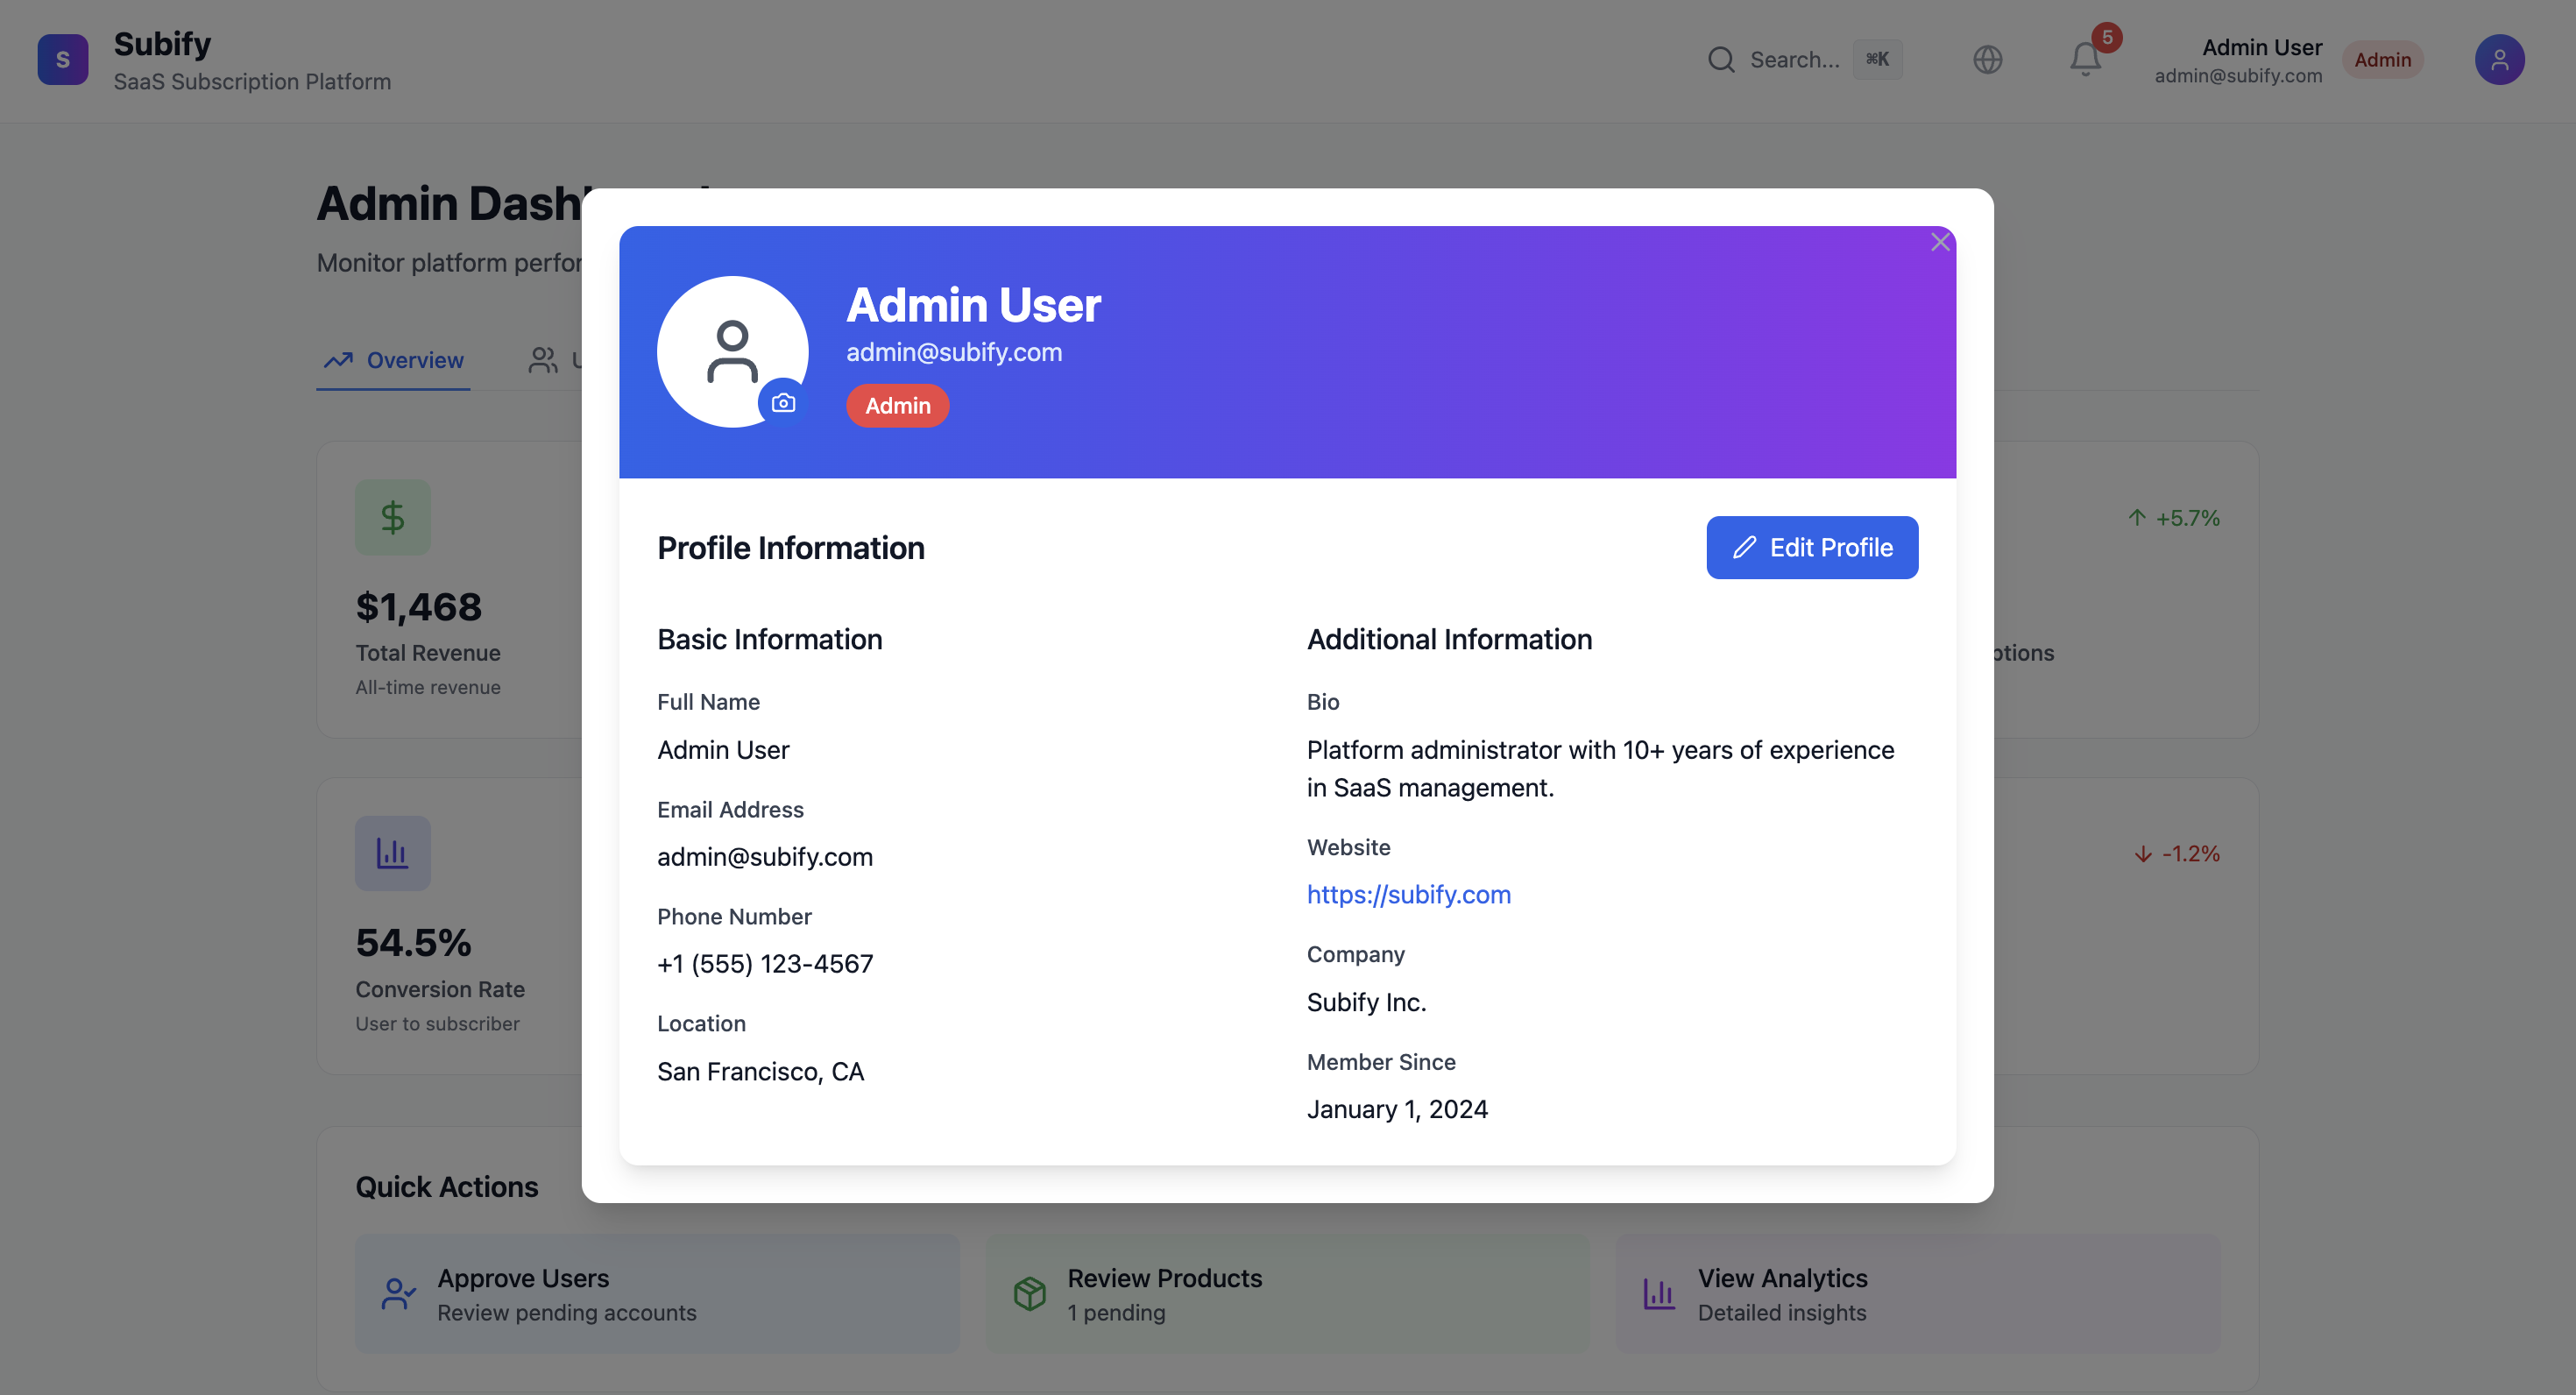 S
Subify
SaaS Subscription Platform
Search...
⌘K
5
Admin User
admin@subify.com
Admin
Admin
Monitor platform
Overview
Admin User
admin@subify.com
Admin
Profile Information
Edit Profile
Basic Information
Full Name
Admin User
Email Address
admin@subify.com
Phone Number
+1 (555) 123-4567
Location
San Francisco, CA
Additional Information
Bio
Platform administrator with 10+ years of experience
in SaaS management.
Website
https://subify.com
Company
Subify Inc.
Member Since
January 1, 2024
$1,468
Total Revenue
All-time revenue
+5.7%
54.5%
Conversion Rate
User to subscriber
-1.2%
Quick Actions
Approve Users
Review pending accounts
Review Products
1 pending
View Analytics
Detailed insights